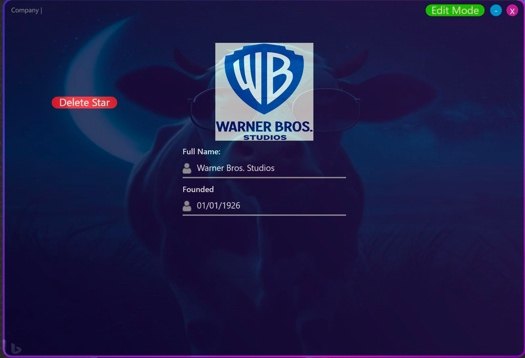 Company |
Edit Mode
-
X
Delete Star
WB
WARNER BROS.
STUDIOS
Full Name:
Warner Bros. Studios
Founded
01/01/1926